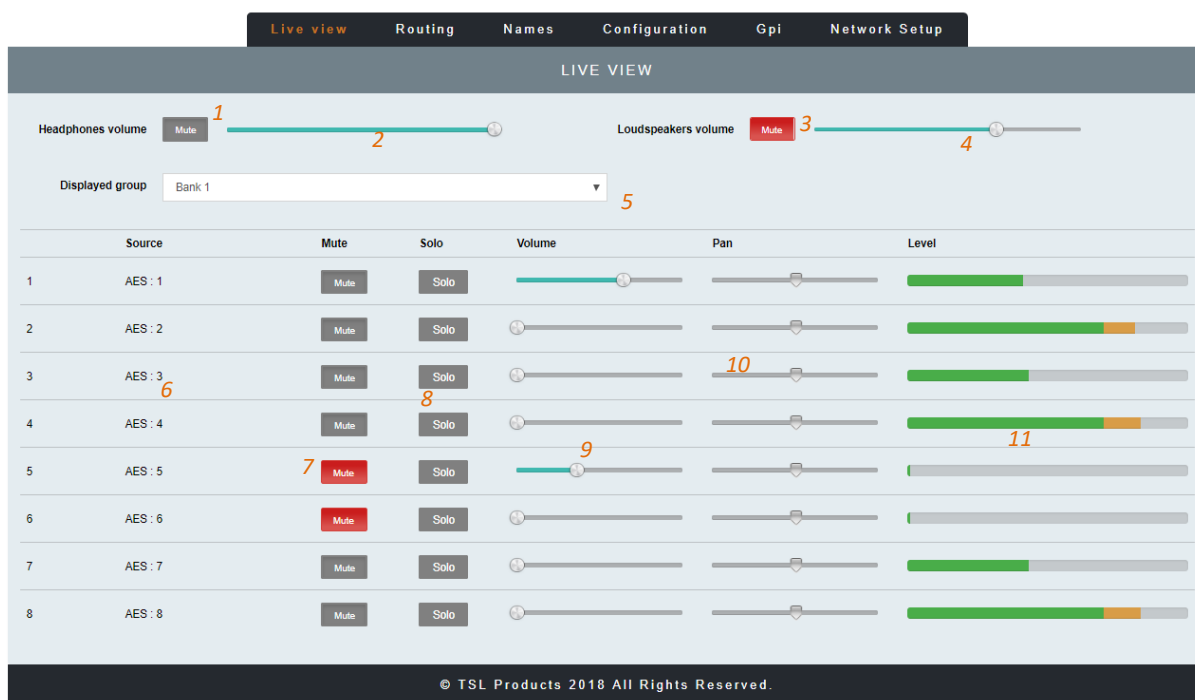 Live view Routing Names Configuration Gpi Network Setup
LIVE VIEW
Headphones volume Mute 1 2 Loudspeakers volume Mute 3 4
Displayed group Bank 1 5
Source Mute Solo Volume Pan Level
1 AES : 1 Mute Solo
2 AES : 2 Mute Solo
3 AES : 3 Mute Solo 10
6 8
4 AES : 4 Mute Solo 11
9
5 AES : 5 7 Mute Solo
6 AES : 6 Mute Solo
7 AES : 7 Mute Solo
8 AES : 8 Mute Solo
© TSL Products 2018 All Rights Reserved.